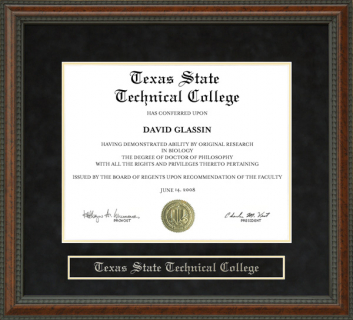 Texas State
Technical College
HAS CONFERRED UPON
DAVID GLASSIN
HAVING DEMONSTRATED ABILITY BY ORIGINAL RESEARCH
IN BIOLOGY
THE DEGREE OF DOCTOR OF PHILOSOPHY
WITH ALL THE RIGHTS AND PRIVILEGES THERETO PERTAINING
ISSUED BY THE BOARD OF REGENTS UPON RECOMMENDATION OF THE FACULTY
JUNE 14, 2008
PROVOST
PRESIDENT
Texas State Technical College